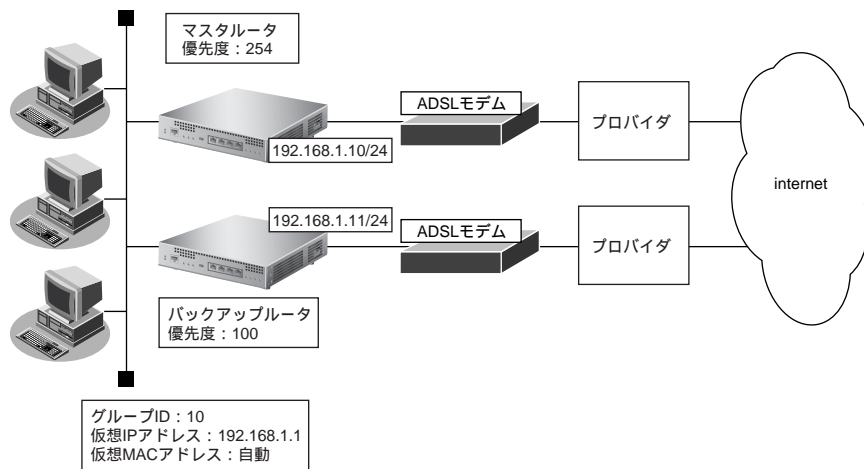 マスタルータ
優先度：254
ADSLモデム
プロバイダ
192.168.1.10/24
internet
192.168.1.11/24
ADSLモデム
プロバイダ
バックアップルータ
優先度：100
グループID：10
仮想IPアドレス：192.168.1.1
仮想MACアドレス：自動